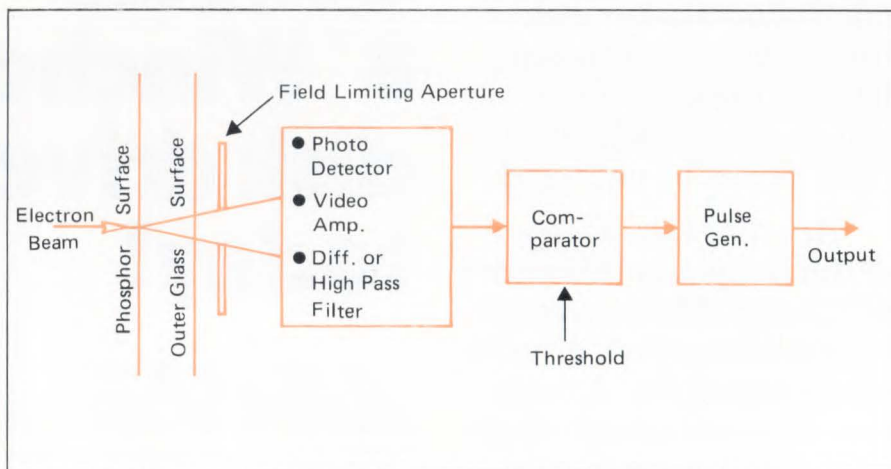 Field Limiting Aperture
Electron
Beam
Phosphor Surface
Outer Glass Surface
● Photo
Detector
● Video
Amp.
● Diff. or
High Pass
Filter
Com-
parator
Threshold
Pulse
Gen.
Output